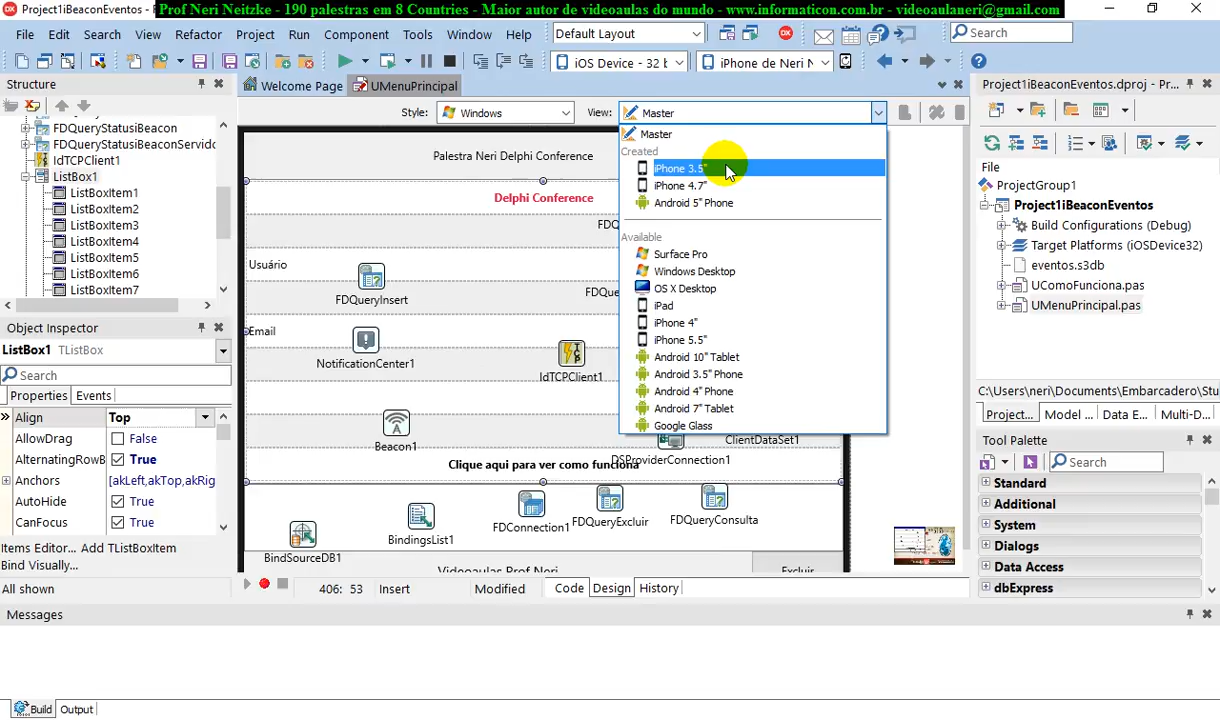 Project1iBeaconEventos -
Prof Neri Neitzke - 190 palestras em 8 Countries - Maior autor de videoaulas do mundo - www.informaticon.com.br - videoaulaneri@gmail.com
File Edit Search View Refactor Project Run Component Tools Window Help
Default Layout
Search
iOS Device - 32 b
iPhone de Neri N
Structure
Welcome Page
UMenuPrincipal
Project1iBeaconEventos.dproj - Pr...
FDQueryStatusiBeacon
FDQueryStatusiBeaconServido
IdTCPClient1
ListBox1
ListBoxItem1
ListBoxItem2
ListBoxItem3
ListBoxItem4
ListBoxItem5
ListBoxItem6
ListBoxItem7
Style:
Windows
View:
Master
Master
Created
iPhone 3.5"
iPhone 4.7"
Android 5" Phone
Available
Surface Pro
Windows Desktop
OS X Desktop
iPad
iPhone 4"
iPhone 5.5"
Android 10" Tablet
Android 3.5" Phone
Android 4" Phone
Android 7" Tablet
Google Glass
Palestra Neri Delphi Conference
Delphi Conference
Usuário
FDQueryInsert
Email
NotificationCenter1
IdTCPClient1
Beacon1
ClientDataSet1
DSProviderConnection1
Clique aqui para ver como funciona
FDConnection1
FDQueryExcluir
FDQueryConsulta
BindingsList1
BindSourceDB1
Videoaulas Prof Neri
Excluir
Object Inspector
ListBox1 TListBox
Search
Properties Events
Align Top
AllowDrag False
AlternatingRowB True
Anchors [akLeft,akTop,akRig
AutoHide True
CanFocus True
Items Editor... Add TListBoxItem
Bind Visually...
All shown
406: 53 Insert Modified
Code Design History
File
ProjectGroup1
Project1iBeaconEventos
Build Configurations (Debug)
Target Platforms (iOSDevice32)
eventos.s3db
UComoFunciona.pas
UMenuPrincipal.pas
C:\Users\neri\Documents\Embarcadero\Stu
Project... Model ... Data E... Multi-D...
Tool Palette
Search
Standard
Additional
System
Dialogs
Data Access
dbExpress
Messages
Build Output